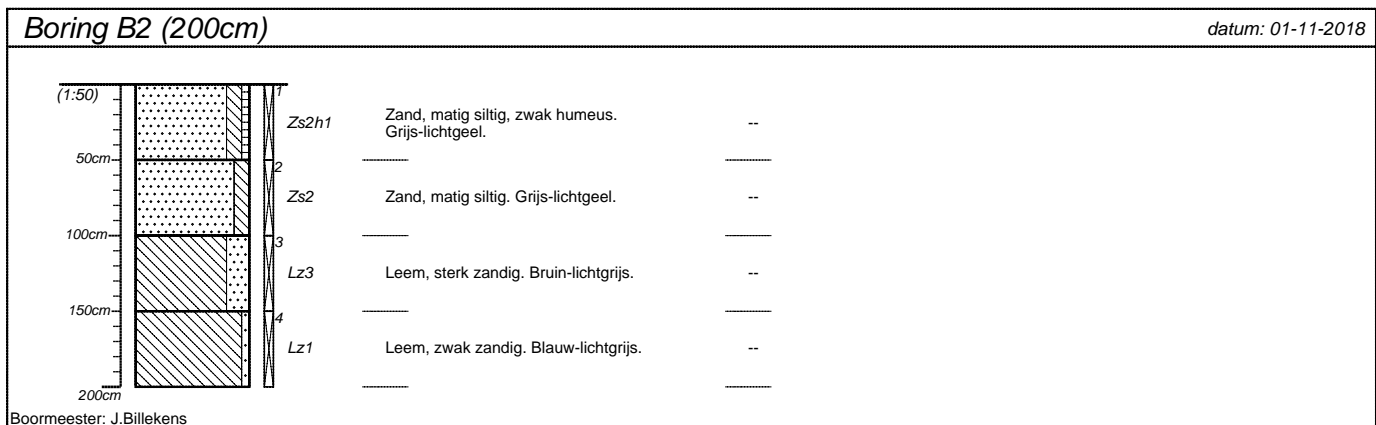 Boring B2 (200cm)
datum: 01-11-2018
(1:50)
1
Zs2h1
Zand, matig siltig, zwak humeus.
Grijs-lichtgeel.
--
50cm
2
Zs2
Zand, matig siltig. Grijs-lichtgeel.
--
100cm
3
Lz3
Leem, sterk zandig. Bruin-lichtgrijs.
--
150cm
4
Lz1
Leem, zwak zandig. Blauw-lichtgrijs.
--
200cm
Boormeester: J.Billekens